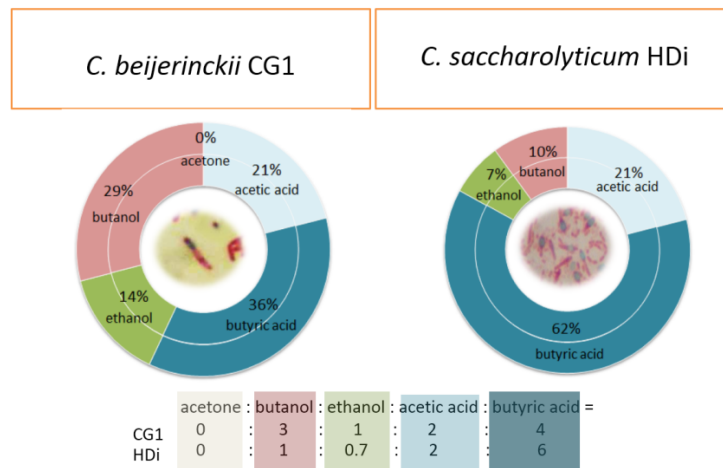 C. beijerinckii CG1
C. saccharolyticum HDi
0%
acetone
21%
acetic acid
29%
butanol
14%
ethanol
36%
butyric acid
10%
butanol
7%
ethanol
21%
acetic acid
62%
butyric acid
acetone : butanol : ethanol : acetic acid : butyric acid =
CG1 0 : 3 : 1 : 2 : 4
HDi 0 : 1 : 0.7 : 2 : 6